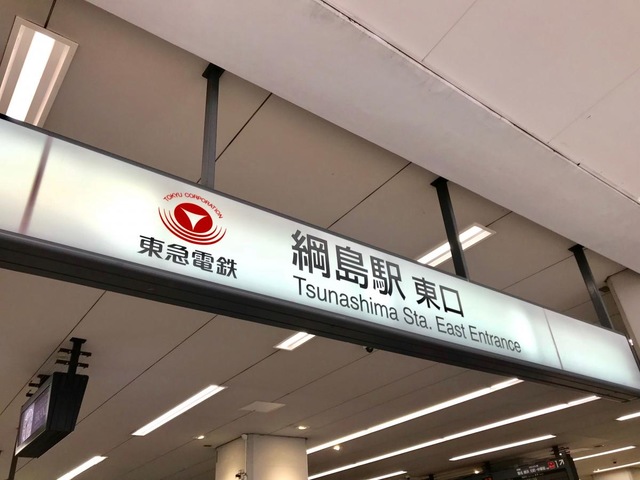 TOKYU CORPORATION
東急電鉄
綱島駅 東口
Tsunashima Sta. East Entrance